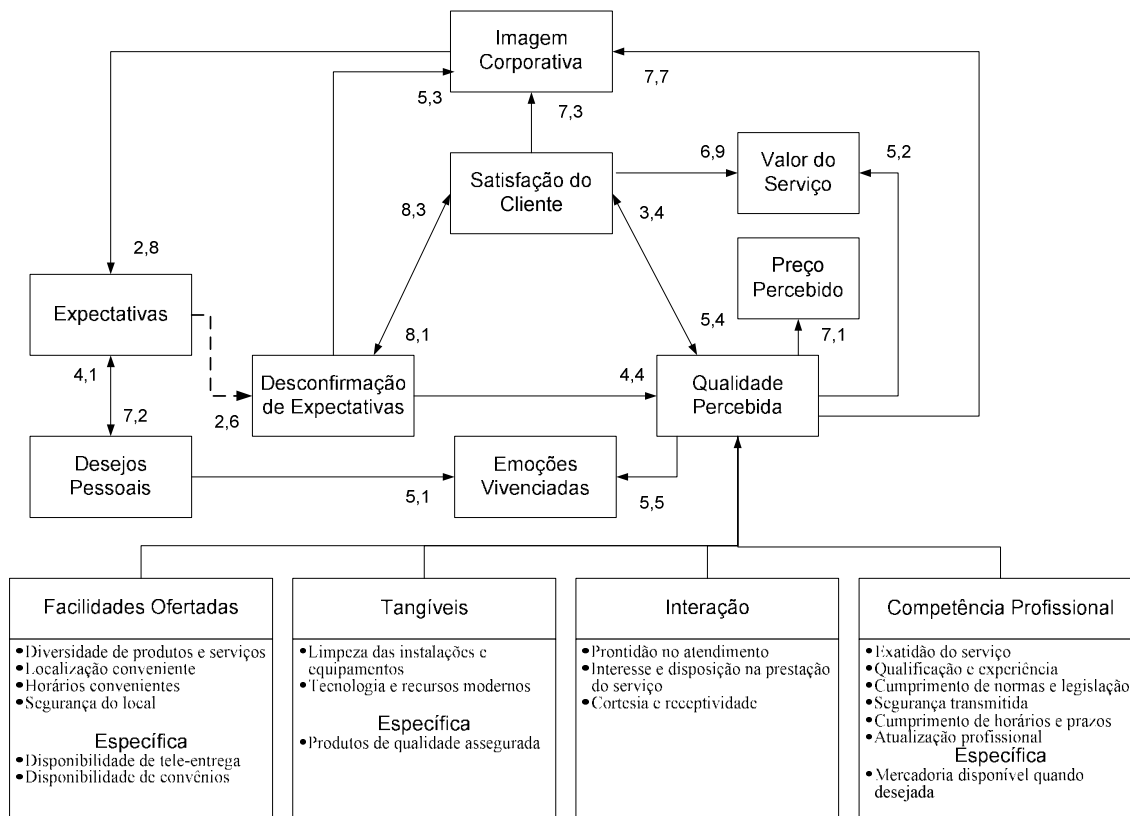 Imagem
Corporativa
5,3
7,3
7,7
Satisfação do
Cliente
6,9
Valor do
Serviço
5,2
8,3
3,4
2,8
Preço
Percebido
Expectativas
8,1
5,4
7,1
4,1
7,2
2,6
Desconfirmação
de Expectativas
4,4
Qualidade
Percebida
Desejos
Pessoais
5,1
Emoções
Vivenciadas
5,5
Facilidades Ofertadas
•Diversidade de produtos e serviços
•Localização conveniente
•Horários convenientes
•Segurança do local
Específica
•Disponibilidade de tele-entrega
•Disponibilidade de convênios
Tangíveis
•Limpeza das instalações e
equipamentos
•Tecnologia e recursos modernos
Específica
•Produtos de qualidade assegurada
Interação
•Prontidão no atendimento
•Interesse e disposição na prestação
do serviço
•Cortesia e receptividade
Competência Profissional
•Exatidão do serviço
•Qualificação e experiência
•Cumprimento de normas e legislação
•Segurança transmitida
•Cumprimento de horários e prazos
•Atualização profissional
Específica
•Mercadoria disponível quando
desejada